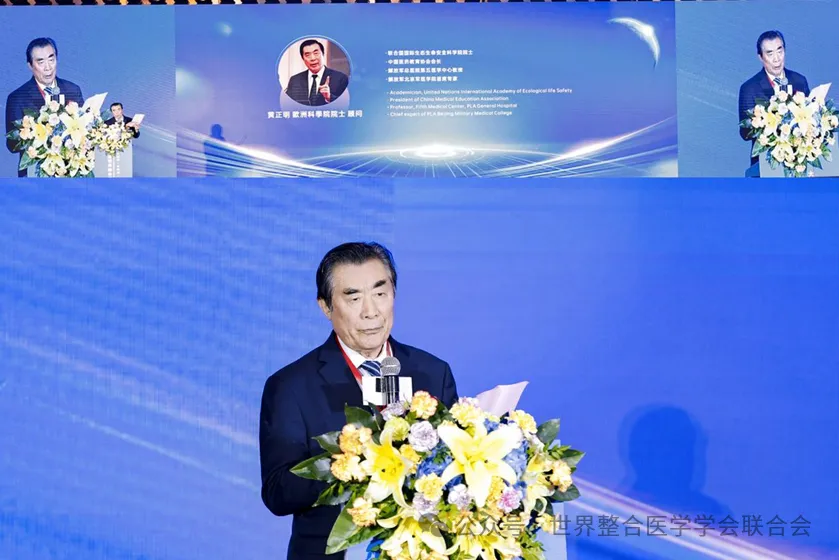 ·联合国国际生态生命安全科学院院士
·中国医药教育协会会长
·解放军总医院第五医学中心教授
·解放军北京军医学院首席专家
- Academician, United Nations International Academy of Ecological life Safety
- President of China Medical Education Association
- Professor, Fifth Medical Center, PLA General Hospital
- Chief expert of PLA Beijing Military Medical College
黄正明 歐洲科學院院士 顧问
公众号·世界整合医学学会联合会